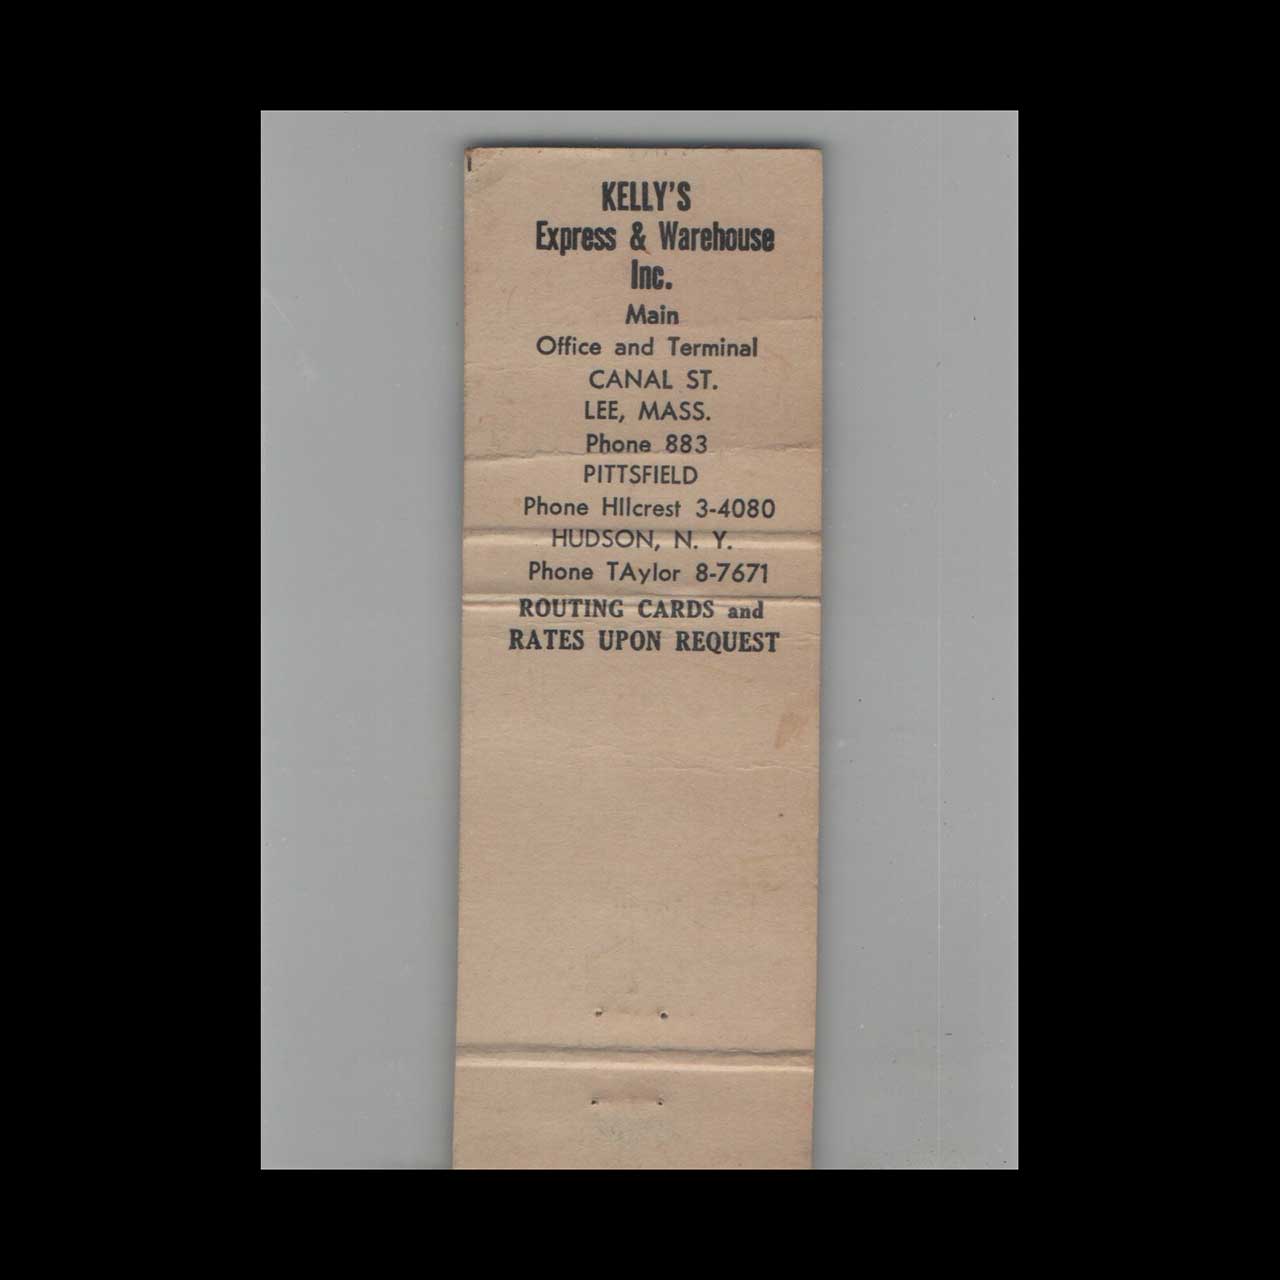 KELLY'S
Express & Warehouse
Inc.
Main
Office and Terminal
CANAL ST.
LEE, MASS.
Phone 883
PITTSFIELD
Phone HIlcrest 3-4080
HUDSON, N. Y.
Phone TAylor 8-7671
ROUTING CARDS and
RATES UPON REQUEST